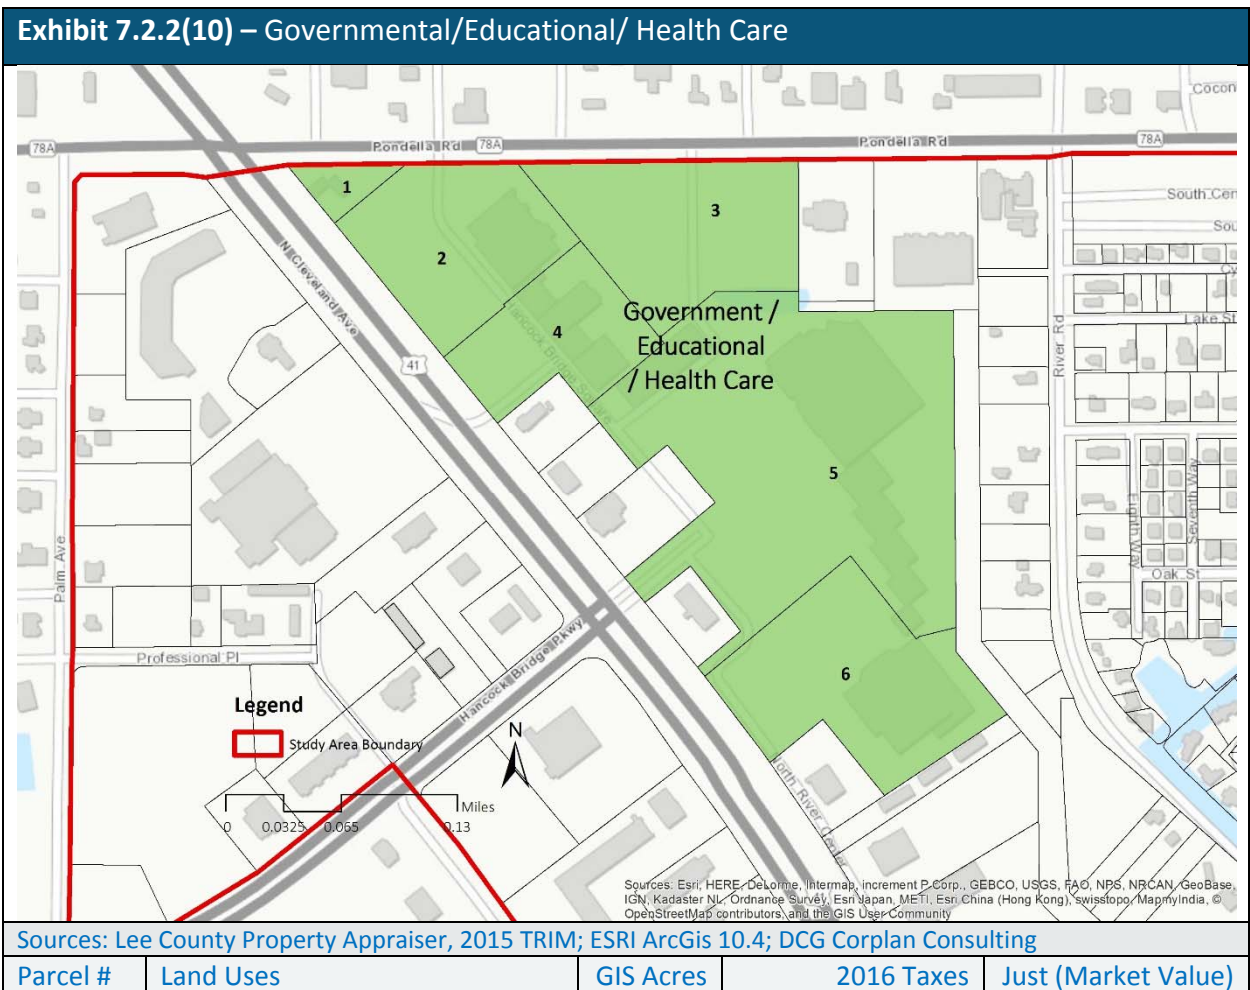 Exhibit 7.2.2(10) – Governmental/Educational/ Health Care
Cocon
78A
Pondella Rd
78A
Pondella Rd
78A
1
3
South Cen
Sou
2
N Cleveland Ave
Cy
Government /
Educational
/ Health Care
4
Hancock Bridge Square
River Rd
Lake St
41
5
Eighth Way
Seventh Way
Palm Ave
Oak St
Professional Pl
Hancock Bridge Pkwy
6
Legend
Study Area Boundary
N
Miles
0 0.0325 0.065 0.13
North River Center
41
Sources: Esri, HERE, DeLorme, Intermap, increment P Corp., GEBCO, USGS, FAO, NPS, NRCAN, GeoBase,
IGN, Kadaster NL, Ordnance Survey, Esri Japan, METI, Esri China (Hong Kong), swisstopo, MapmyIndia, ©
OpenStreetMap contributors, and the GIS User Community
Sources: Lee County Property Appraiser, 2015 TRIM; ESRI ArcGis 10.4; DCG Corplan Consulting
Parcel # Land Uses GIS Acres 2016 Taxes Just (Market Value)